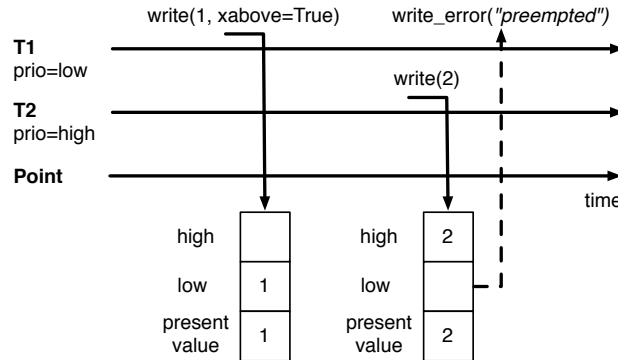 write(1, xabove=True)
write_error("preempted")
T1
prio=low
write(2)
T2
prio=high
Point
time
high
low
1
present
value
1
high
2
low
present
value
2